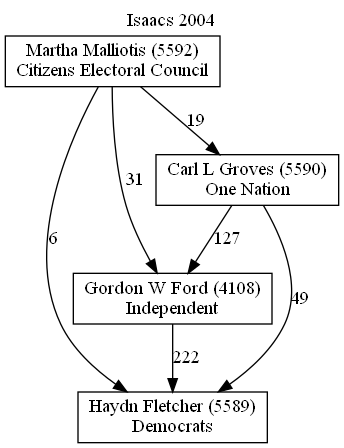 Isaacs 2004
Martha Malliotis (5592)
Citizens Electoral Council
19
Carl L Groves (5590)
One Nation
31
6
127
Gordon W Ford (4108)
Independent
49
222
Haydn Fletcher (5589)
Democrats